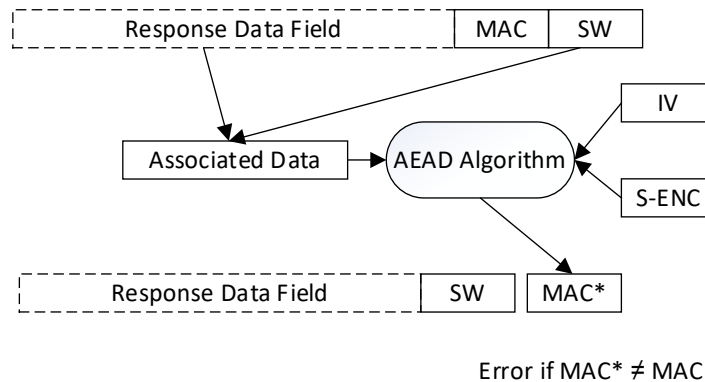 Response Data Field MAC SW
IV
Associated Data AEAD Algorithm
S-ENC
Response Data Field SW MAC*
Error if MAC* ≠ MAC